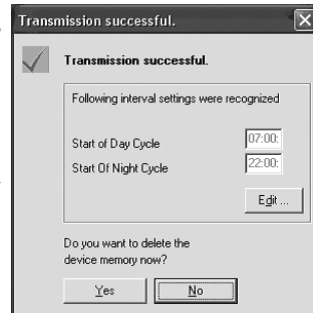 Transmission successful.
Transmission successful.
Following interval settings were recognized
Start of Day Cycle 07:00:
Start Of Night Cycle 22:00:
Edit ...
Do you want to delete the
device memory now?
Yes No